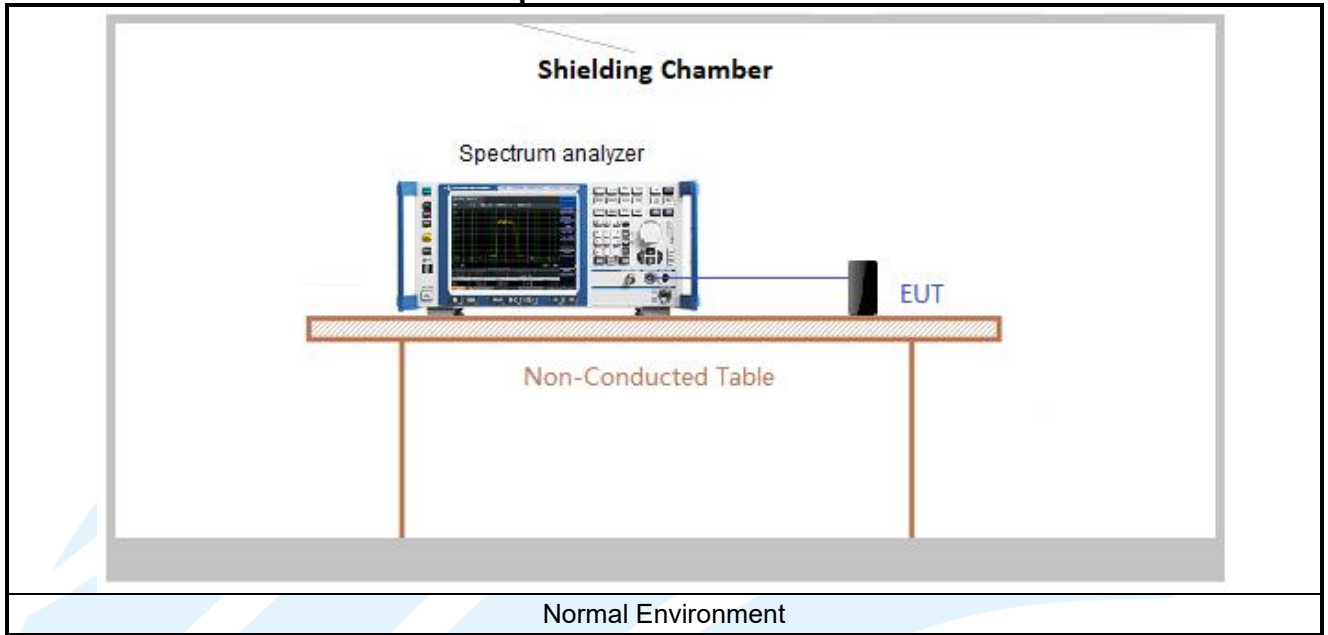 Shielding Chamber
Spectrum analyzer
EUT
Non-Conducted Table
Normal Environment